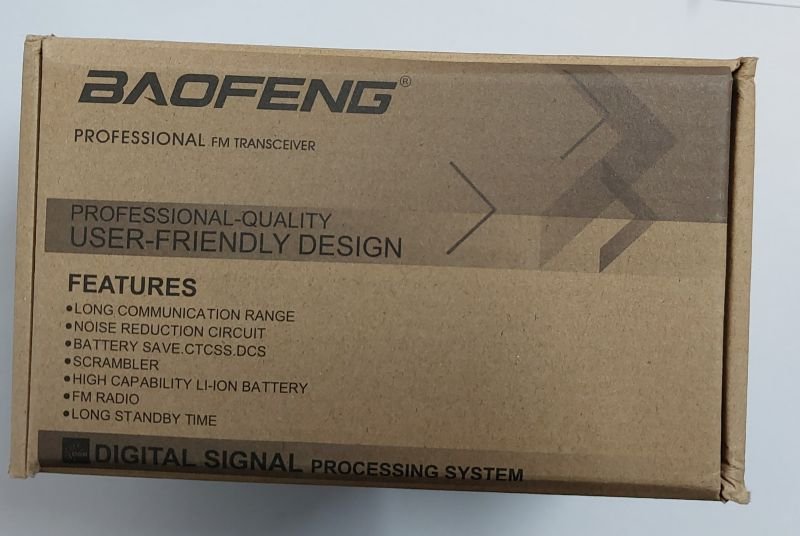 BAOFENG®
PROFESSIONAL FM TRANSCEIVER
PROFESSIONAL-QUALITY
USER-FRIENDLY DESIGN
FEATURES
•LONG COMMUNICATION RANGE
•NOISE REDUCTION CIRCUIT
•BATTERY SAVE.CTCSS.DCS
•SCRAMBLER
•HIGH CAPABILITY LI-ION BATTERY
•FM RADIO
•LONG STANDBY TIME
DIGITAL SIGNAL PROCESSING SYSTEM